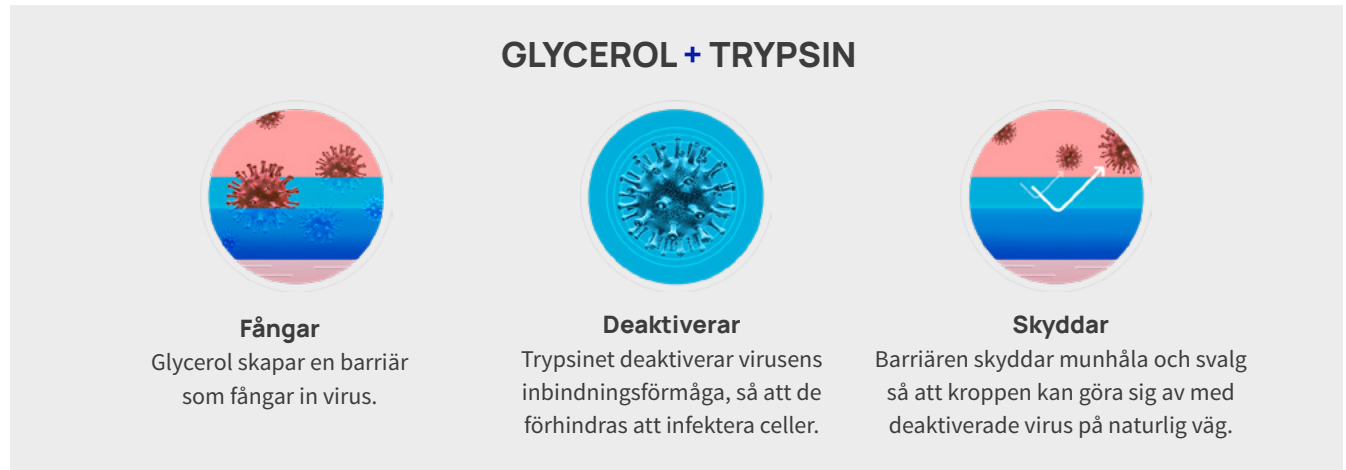 GLYCEROL + TRYPSIN
Fångar
Glycerol skapar en barriär
som fångar in virus.
Deaktiverar
Trypsinet deaktiverar virusens
inbindningsförmåga, så att de
förhindras att infektera celler.
Skyddar
Barriären skyddar munhåla och svalg
så att kroppen kan göra sig av med
deaktiverade virus på naturlig väg.